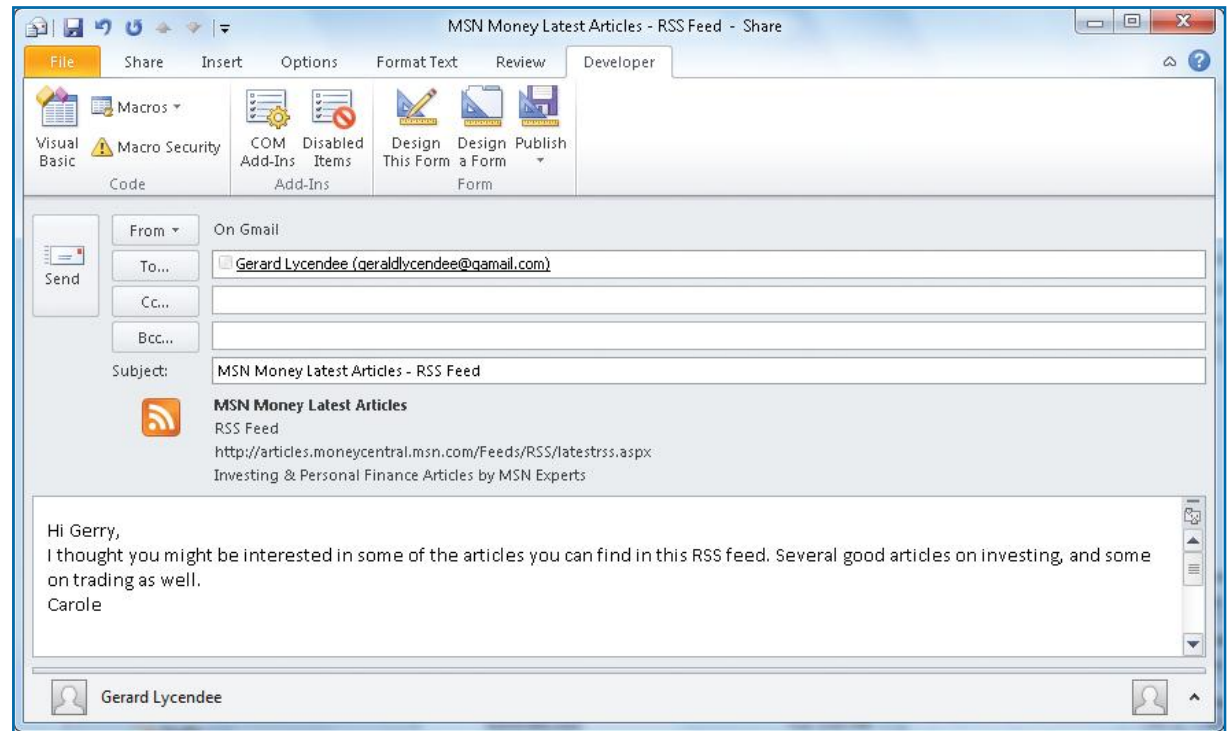 MSN Money Latest Articles - RSS Feed - Share
File Share Insert Options Format Text Review Developer
Visual Basic
Macros
Macro Security
COM Add-Ins
Disabled Items
Design This Form
Design a Form
Publish
Code Add-Ins Form
Send
From On Gmail
To... Gerard Lycendee (geraldlycendee@gamail.com)
Cc...
Bcc...
Subject: MSN Money Latest Articles - RSS Feed
MSN Money Latest Articles
RSS Feed
http://articles.moneycentral.msn.com/Feeds/RSS/latestrss.aspx
Investing & Personal Finance Articles by MSN Experts
Hi Gerry,
I thought you might be interested in some of the articles you can find in this RSS feed. Several good articles on investing, and some
on trading as well.
Carole
Gerard Lycendee